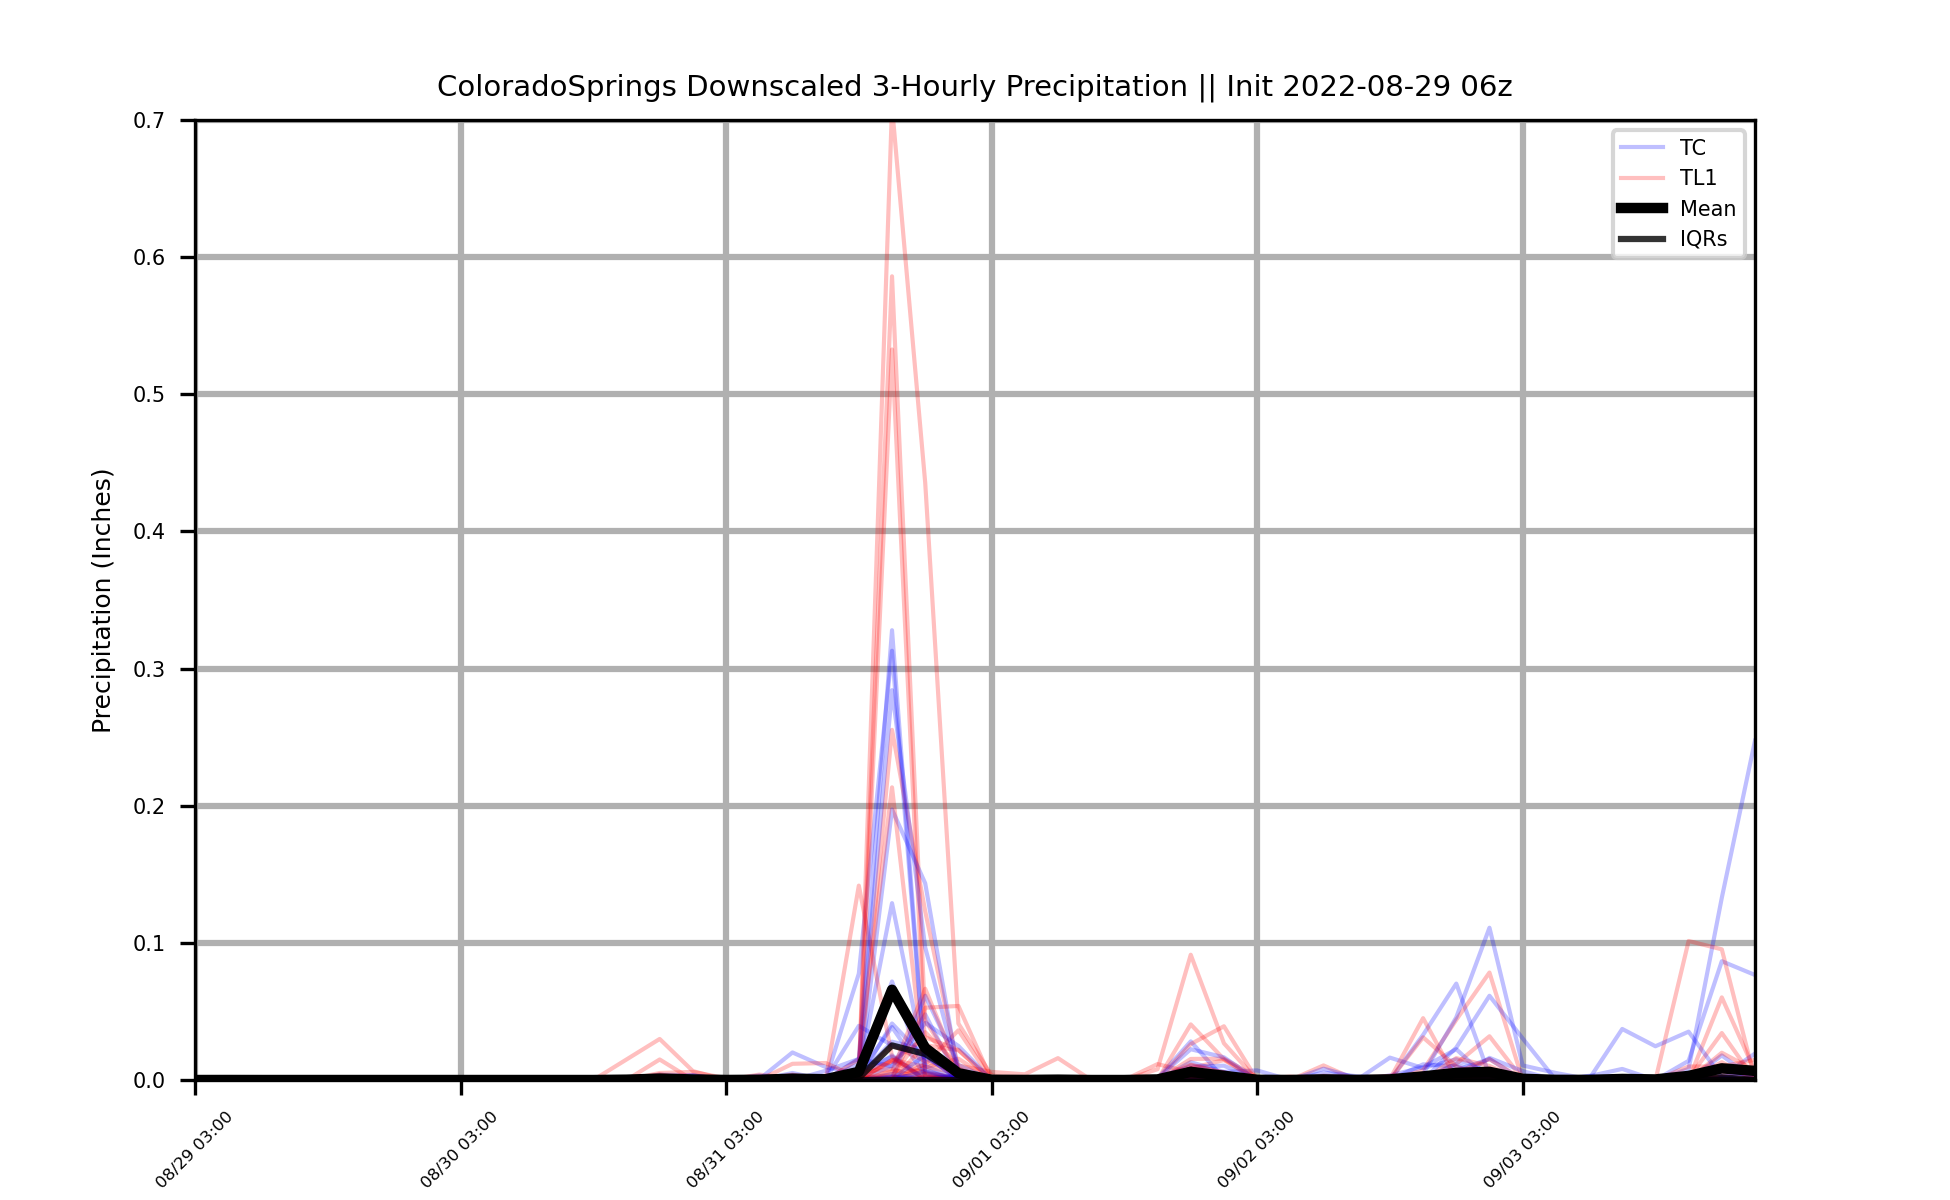 ColoradoSprings Downscaled 3-Hourly Precipitation || Init 2022-08-29 06z
0.7
0.6
0.5
0.4
0.3
0.2
0.1
0.0
Precipitation (Inches)
TC
TL1
Mean
IQRs
08/29 03:00
08/30 03:00
08/31 03:00
09/01 03:00
09/02 03:00
09/03 03:00